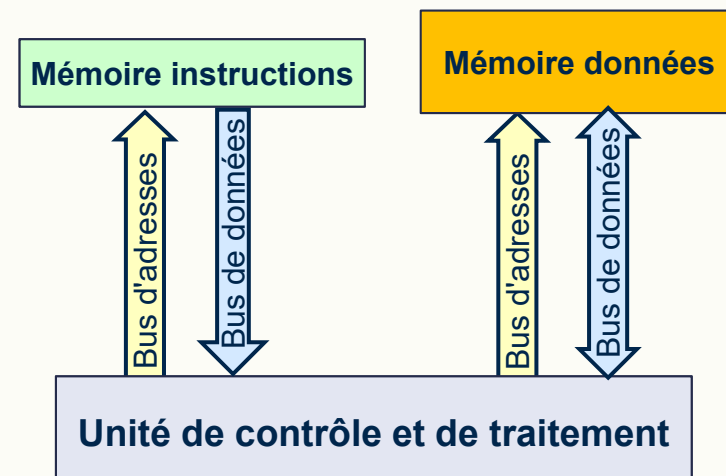 Mémoire instructions
Mémoire données
Bus d'adresses
Bus de données
Bus d'adresses
Bus de données
Unité de contrôle et de traitement